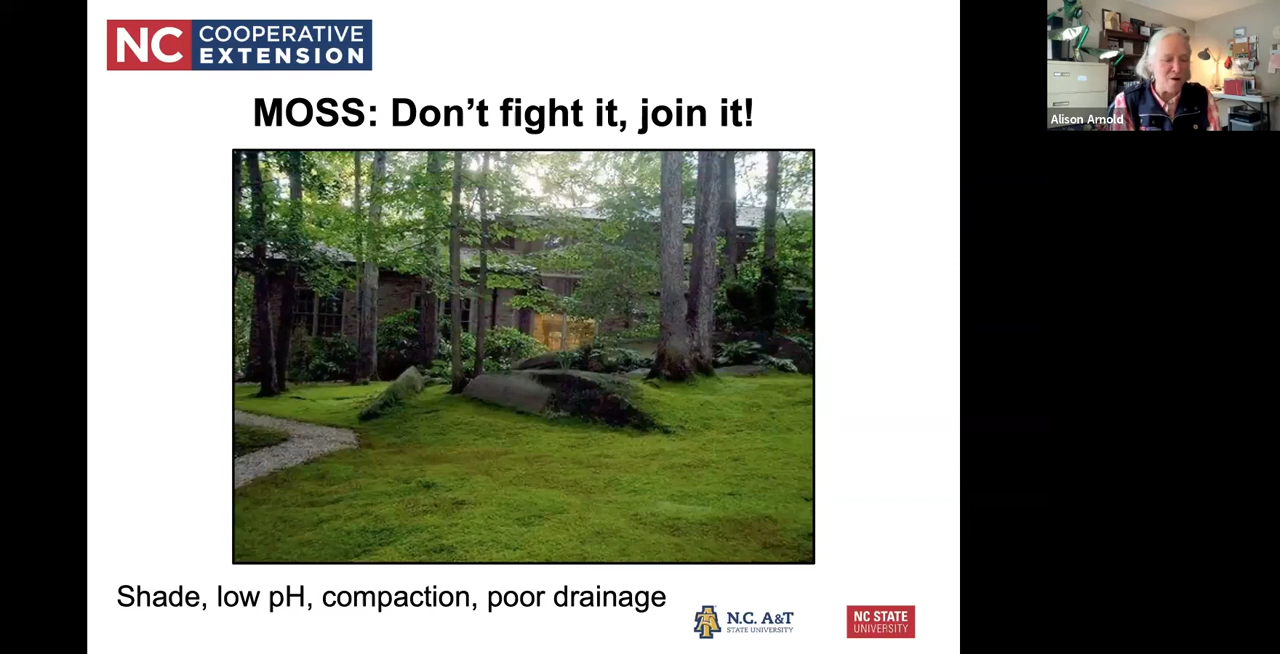 NC COOPERATIVE
EXTENSION
MOSS: Don't fight it, join it!
Alison Arnold
Shade, low pH, compaction, poor drainage
N.C. A&T
STATE UNIVERSITY
NC STATE
UNIVERSITY